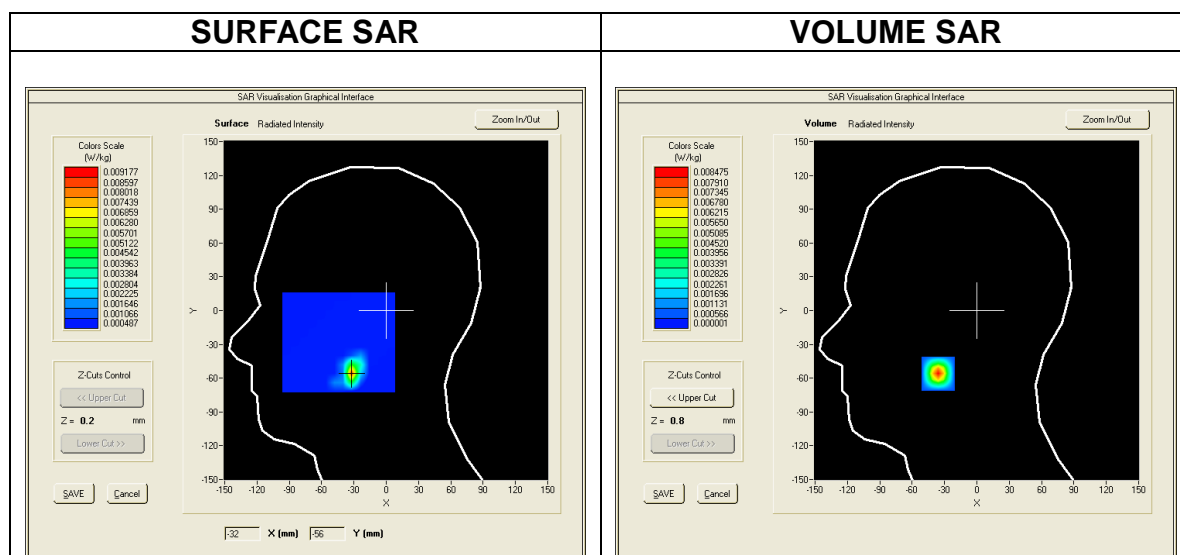 SURFACE SAR
VOLUME SAR
SAR Visualisation Graphical Interface
Surface Radiated Intensity
Zoom In/Out
Colors Scale
(W/kg)
0.009177
0.008597
0.008018
0.007439
0.006859
0.006280
0.005701
0.005122
0.004542
0.003963
0.003384
0.002804
0.002225
0.001646
0.001066
0.000487
Z-Cuts Control
<< Upper Cut
Z = 0.2 mm
Lower Cut >>
SAVE Cancel
150
120
90
60
30
0
-30
-60
-90
-120
-150
Y
-150 -120 -90 -60 -30 0 30 60 90 120 150
X
-32 X (mm) -56 Y (mm)
SAR Visualisation Graphical Interface
Volume Radiated Intensity
Zoom In/Out
Colors Scale
(W/kg)
0.008475
0.007910
0.007345
0.006780
0.006215
0.005650
0.005085
0.004520
0.003956
0.003391
0.002826
0.002261
0.001696
0.001131
0.000566
0.000001
Z-Cuts Control
<< Upper Cut
Z = 0.8 mm
Lower Cut >>
SAVE Cancel
150
120
90
60
30
0
-30
-60
-90
-120
-150
Y
-150 -120 -90 -60 -30 0 30 60 90 120 150
X